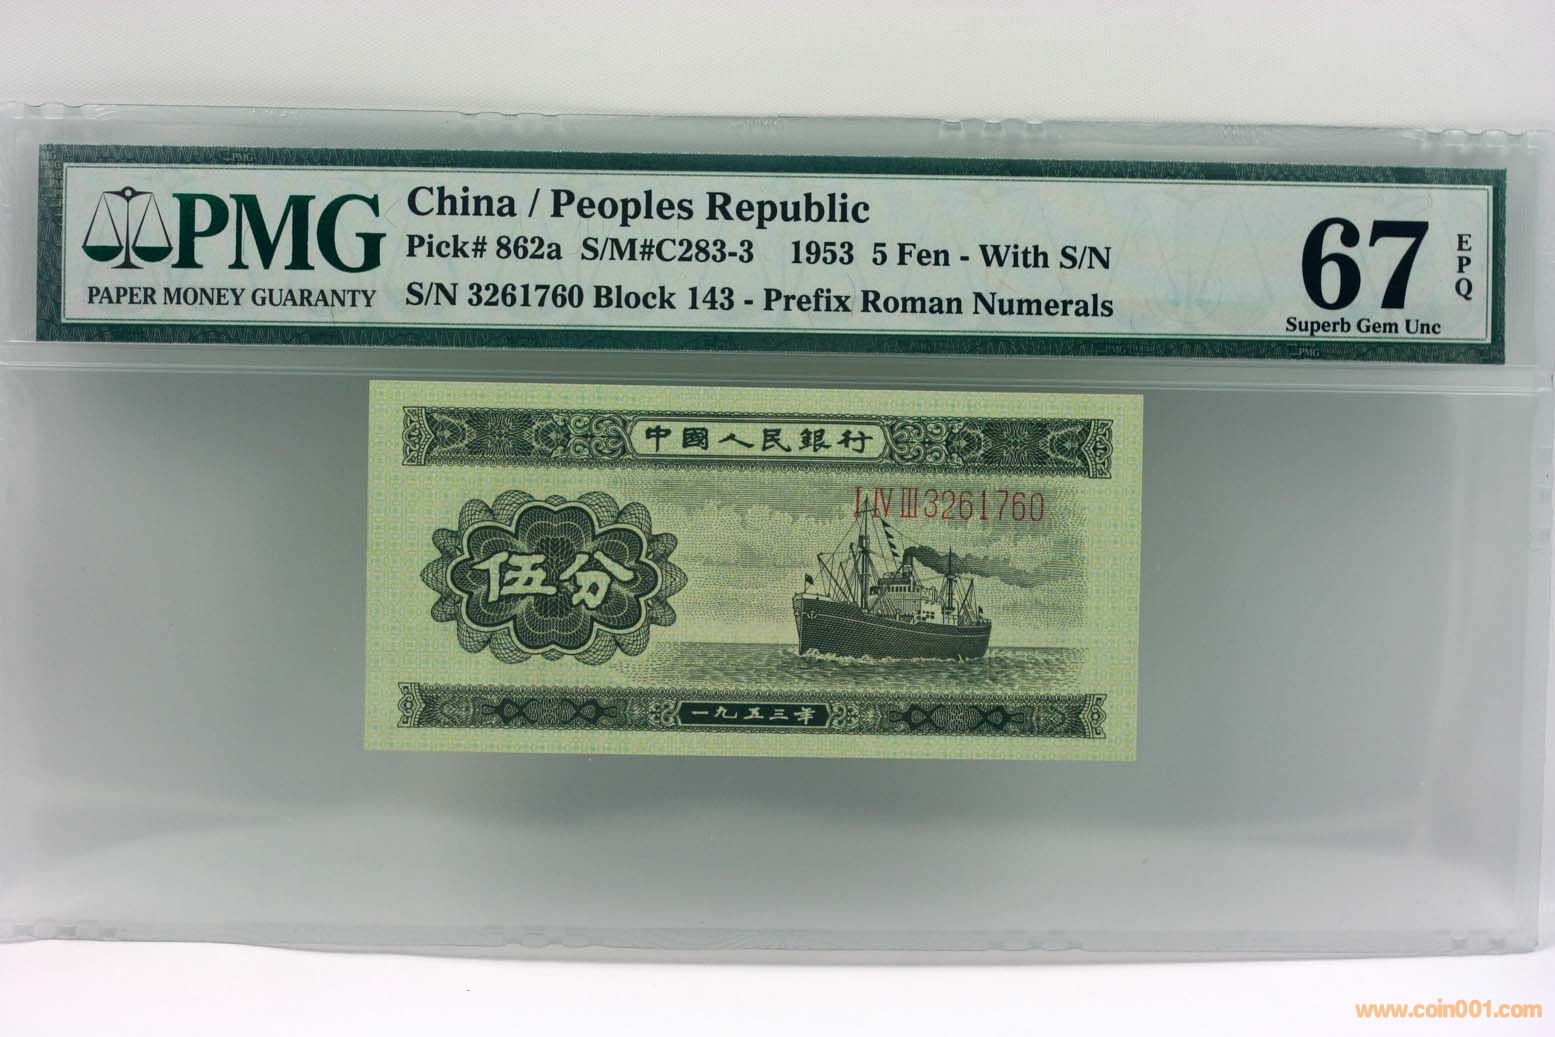 China / Peoples Republic
PMG
Pick# 862a S/M#C283-3 1953 5 Fen - With S/N
PAPER MONEY GUARANTY
S/N 3261760 Block 143 - Prefix Roman Numerals
67
EPQ
Superb Gem Unc
中國人民銀行
I IV III 3261760
伍分
一九五三年
www.coin001.com